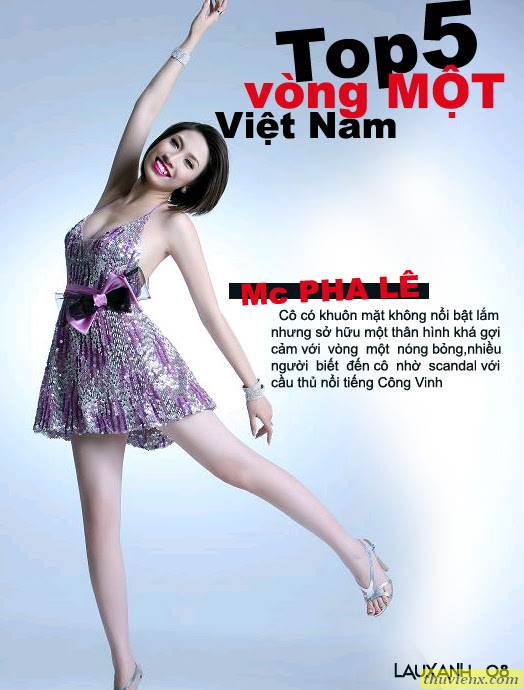 Top5
vòng MỘT
Việt Nam
Mc PHA LÊ
Cô có khuôn mặt không nổi bật lắm
nhưng sở hữu một thân hình khá gợi
cảm với vòng một nóng bỏng,nhiều
người biết đến cô nhờ scandal với
cầu thủ nổi tiếng Công Vinh
LAUXANH 08
thuvienx.com